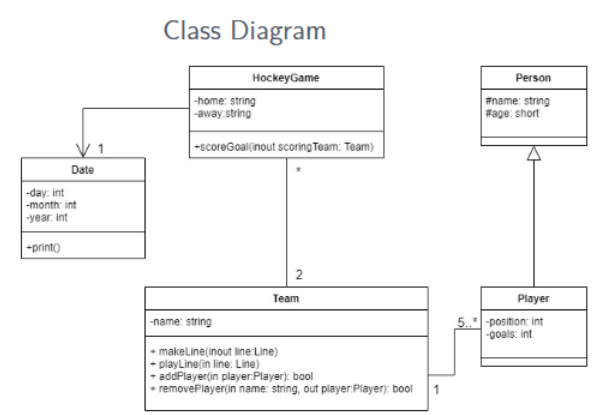 Class Diagram
HockeyGame
-home: string
-away:string
+scoreGoal(inout scoringTeam: Team)
Person
#name: string
#age: short
1
Date
-day: int
-month: int
-year: int
+print()
*
2
Team
-name: string
+ makeLine(inout line:Line)
+ playLine(in line: Line)
+ addPlayer(in player:Player): bool
+ removePlayer(in name: string, out player:Player): bool
1
5..*
Player
-position: int
-goals: int